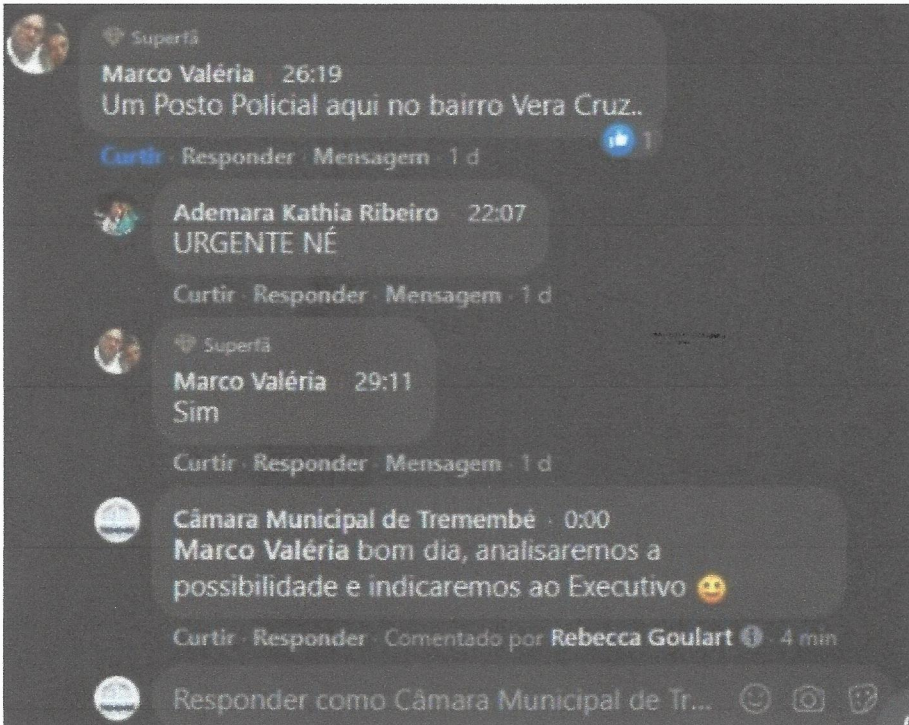 Superfã
Marco Valéria 26:19
Um Posto Policial aqui no bairro Vera Cruz..
1
Curtir · Responder · Mensagem · 1 d
Ademara Kathia Ribeiro · 22:07
URGENTE NÉ
Curtir · Responder · Mensagem · 1 d
Superfã
Marco Valéria 29:11
Sim
Curtir · Responder · Mensagem · 1 d
Câmara Municipal de Tremembé · 0:00
Marco Valéria bom dia, analisaremos a
possibilidade e indicaremos ao Executivo 😀
Curtir · Responder · Comentado por Rebecca Goulart · 4 min
Responder como Câmara Municipal de Tr...